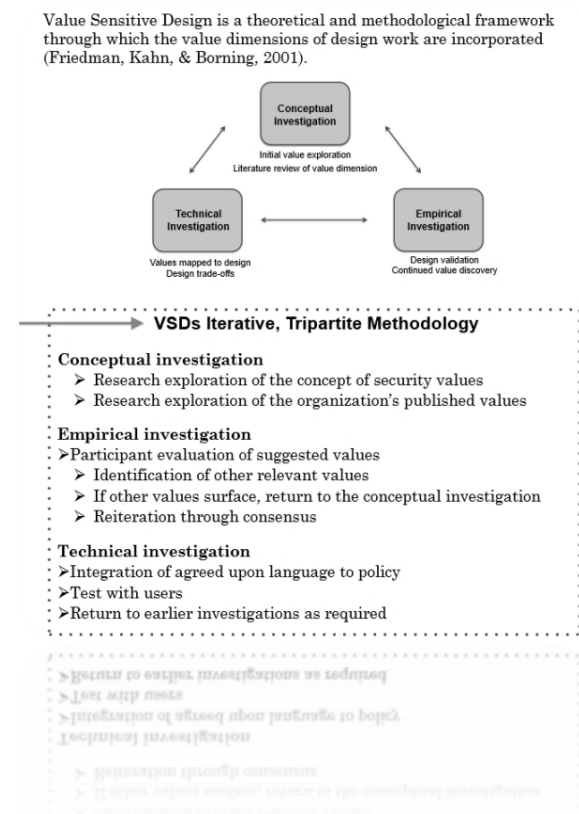 Value Sensitive Design is a theoretical and methodological framework
through which the value dimensions of design work are incorporated
(Friedman, Kahn, & Borning, 2001).
Conceptual
Investigation
Initial value exploration
Literature review of value dimension
Technical
Investigation
Values mapped to design
Design trade-offs
Empirical
Investigation
Design validation
Continued value discovery
VSDs Iterative, Tripartite Methodology
Conceptual investigation
➤ Research exploration of the concept of security values
➤ Research exploration of the organization's published values
Empirical investigation
➤Participant evaluation of suggested values
➤ Identification of other relevant values
➤ If other values surface, return to the conceptual investigation
➤ Reiteration through consensus
Technical investigation
➤Integration of agreed upon language to policy
➤Test with users
➤Return to earlier investigations as required